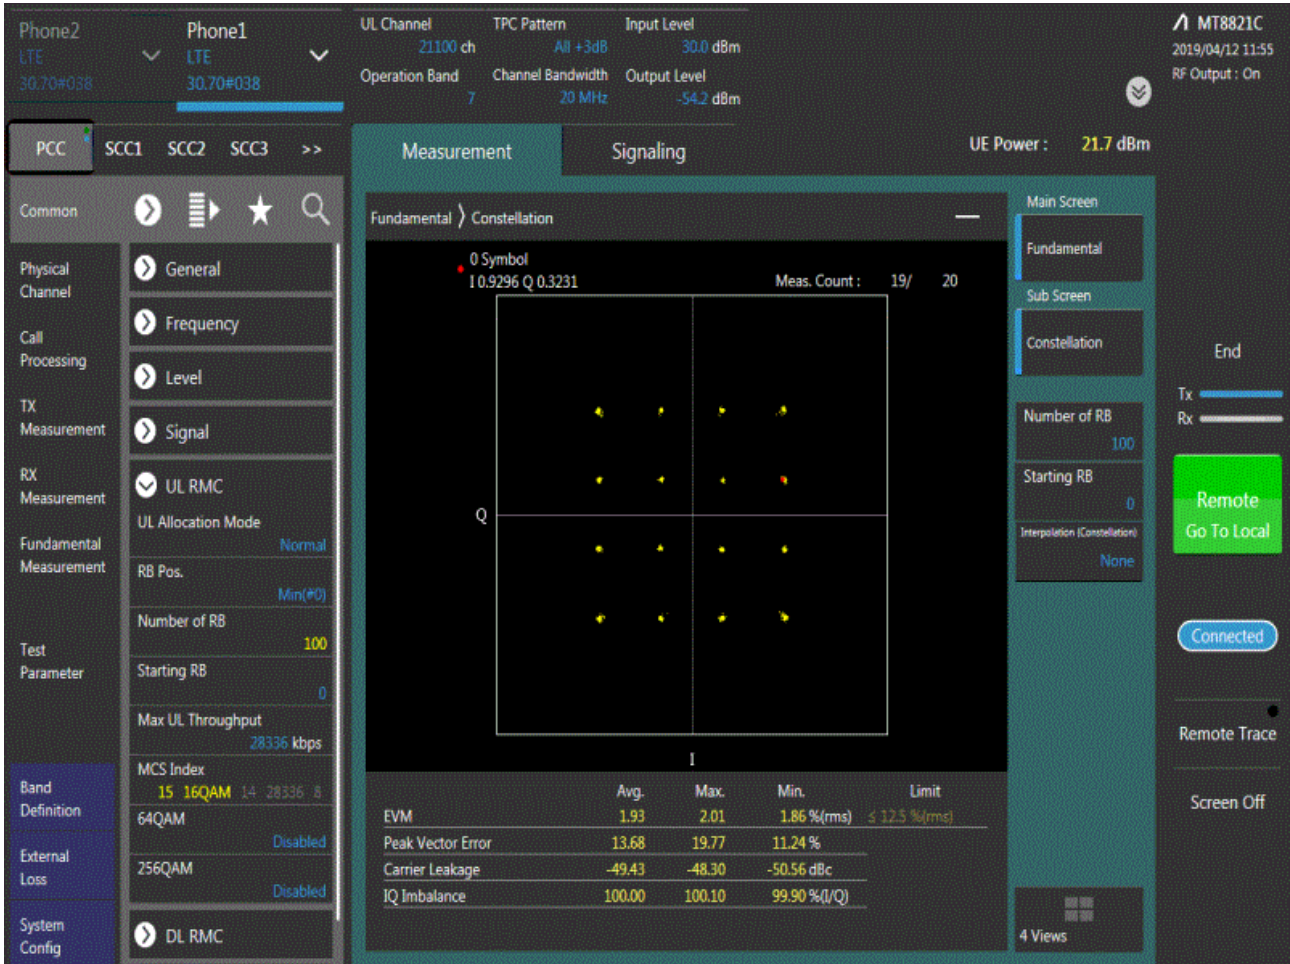 Phone2
LTE
30.70#038
Phone1
LTE
30.70#038
UL Channel
21100 ch
TPC Pattern
All +3dB
Input Level
30.0 dBm
Operation Band
7
Channel Bandwidth
20 MHz
Output Level
-54.2 dBm
MT8821C
2019/04/12 11:55
RF Output : On
PCC SCC1 SCC2 SCC3 >>
Measurement
Signaling
UE Power : 21.7 dBm
Common
Physical
Channel
Call
Processing
TX
Measurement
RX
Measurement
Fundamental
Measurement
Test
Parameter
Band
Definition
External
Loss
System
Config
General
Frequency
Level
Signal
UL RMC
UL Allocation Mode
Normal
RB Pos.
Min(#0)
Number of RB
100
Starting RB
0
Max UL Throughput
28336 kbps
MCS Index
15 16QAM 14 28336 8
64QAM
Disabled
256QAM
Disabled
DL RMC
Fundamental 〉 Constellation
0 Symbol
I 0.9296 Q 0.3231
Meas. Count : 19/ 20
Q
I
Avg. Max. Min. Limit
EVM 1.93 2.01 1.86 %(rms) ≤ 12.5 %(rms)
Peak Vector Error 13.68 19.77 11.24 %
Carrier Leakage -49.43 -48.30 -50.56 dBc
IQ Imbalance 100.00 100.10 99.90 %(I/Q)
Main Screen
Fundamental
Sub Screen
Constellation
Number of RB
100
Starting RB
0
Interpolation (Constellation)
None
4 Views
End
Tx
Rx
Remote
Go To Local
Connected
Remote Trace
Screen Off